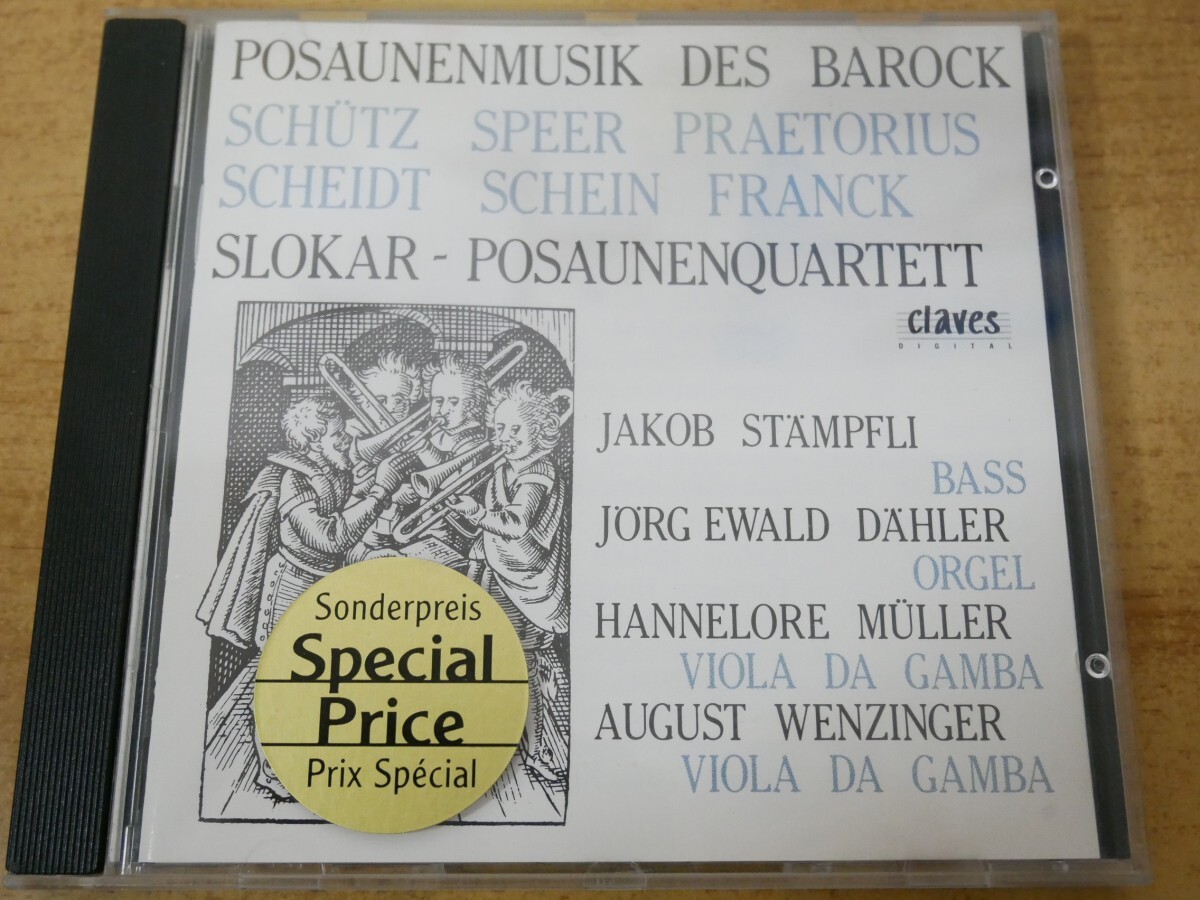 POSAUNENMUSIK DES BAROCK
SCHÜTZ SPEER PRAETORIUS
SCHEIDT SCHEIN FRANCK
SLOKAR - POSAUNENQUARTETT
claves
DIGITAL
JAKOB STÄMPFLI
BASS
JÖRG EWALD DÄHLER
ORGEL
HANNELORE MÜLLER
VIOLA DA GAMBA
AUGUST WENZINGER
VIOLA DA GAMBA
Sonderpreis
Special
Price
Prix Spécial